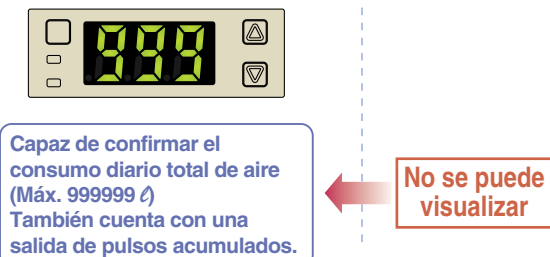 999
Capaz de confirmar el
consumo diario total de aire
(Máx. 999999 ℓ)
También cuenta con una
salida de pulsos acumulados.
No se puede
visualizar